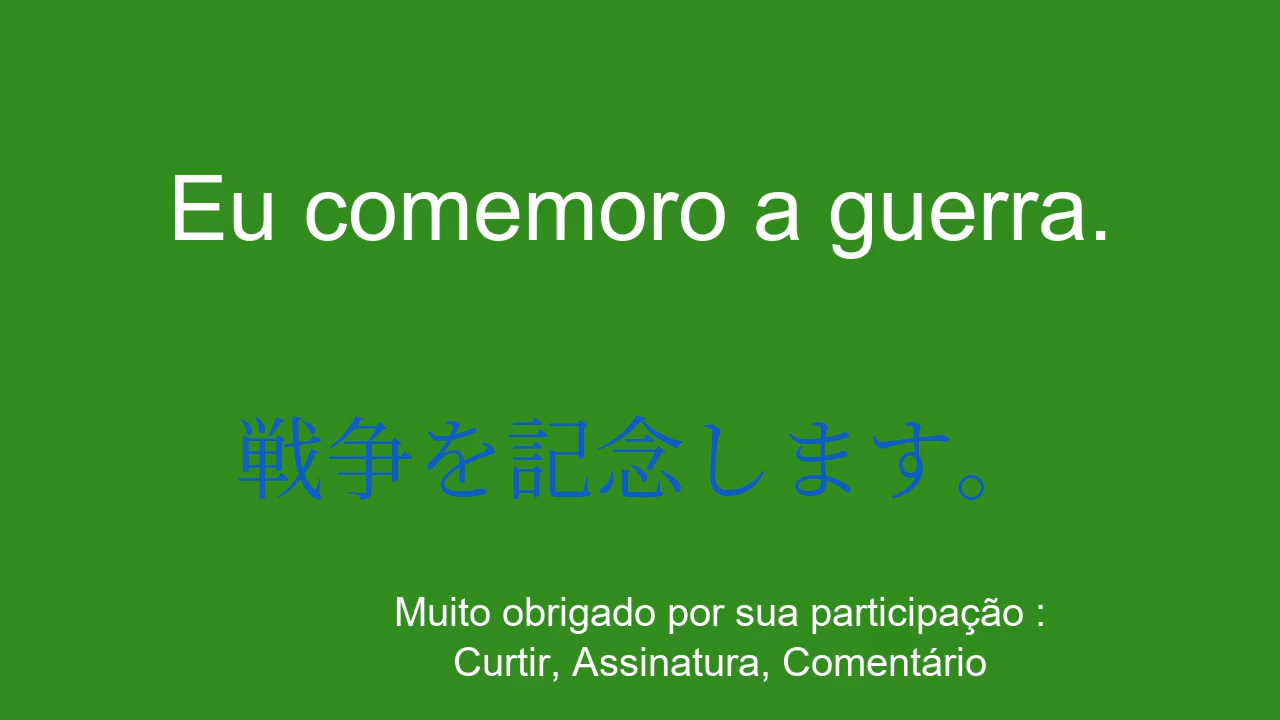 Eu comemoro a guerra.
戦争を記念します。
Muito obrigado por sua participação :
Curtir, Assinatura, Comentário